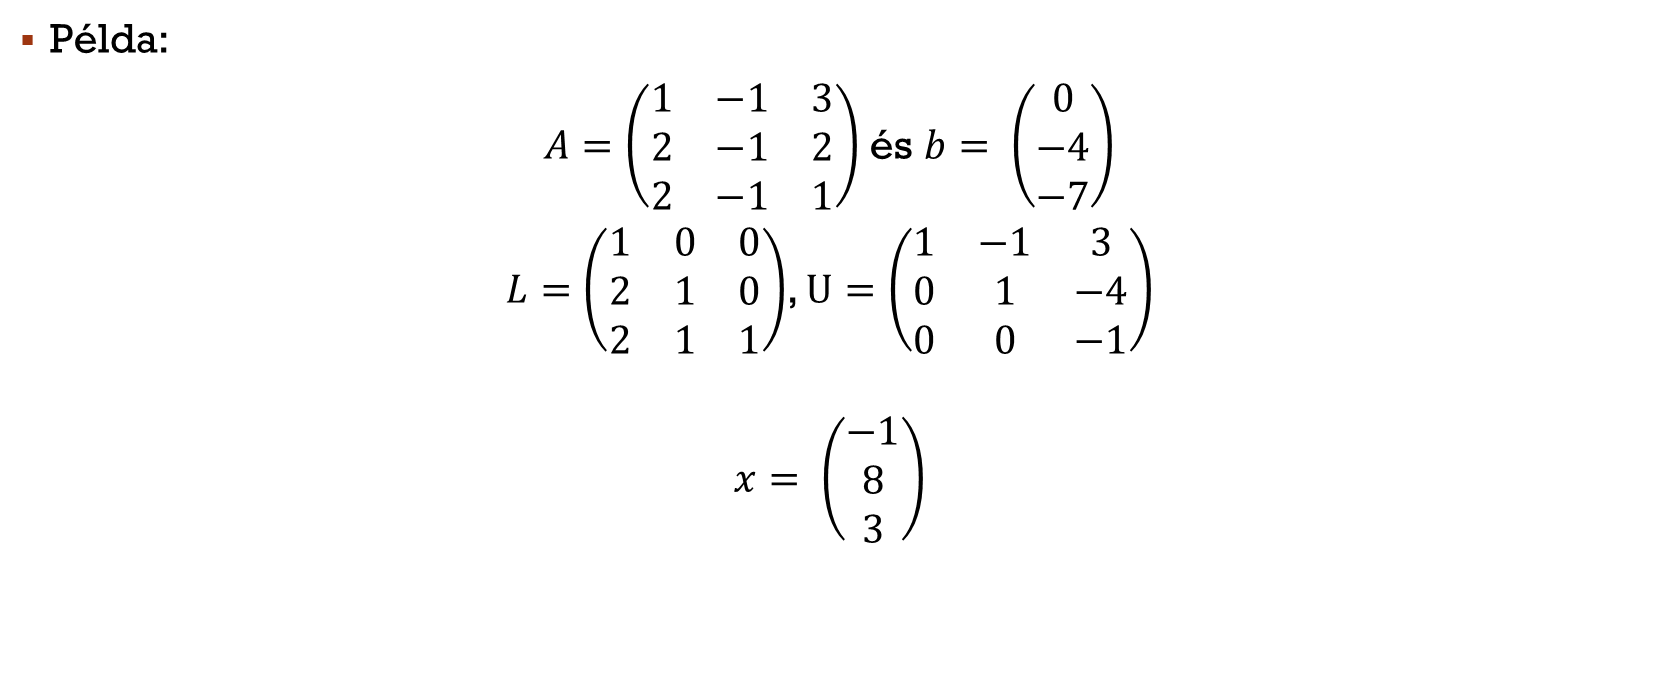 ▪ Példa:
A = (1 −1 3; 2 −1 2; 2 −1 1) és b = (0; −4; −7)
L = (1 0 0; 2 1 0; 2 1 1), U = (1 −1 3; 0 1 −4; 0 0 −1)
x = (−1; 8; 3)